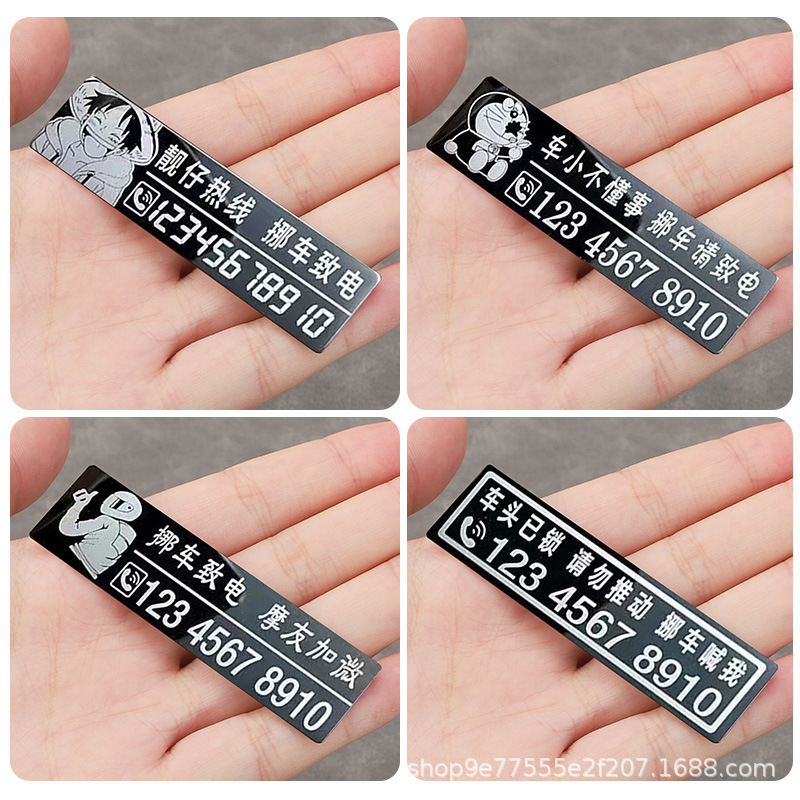 靓仔热线 挪车致电
12345678910
车小不懂事 挪车请致电
123 4567 8910
挪车致电 摩友加微
123 4567 8910
车头已锁 请勿推动 挪车喊我
123 4567 8910
shop9e77555e2f207.1688.com